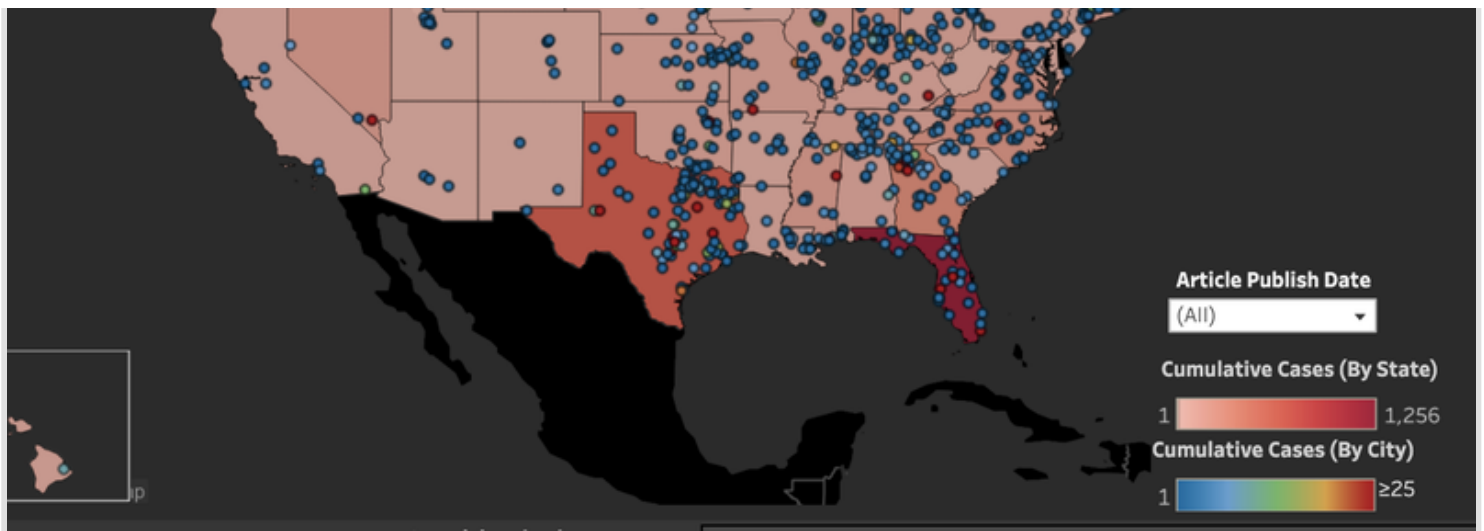 Article Publish Date
(All)
Cumulative Cases (By State)
1
1,256
Cumulative Cases (By City)
1
≥25